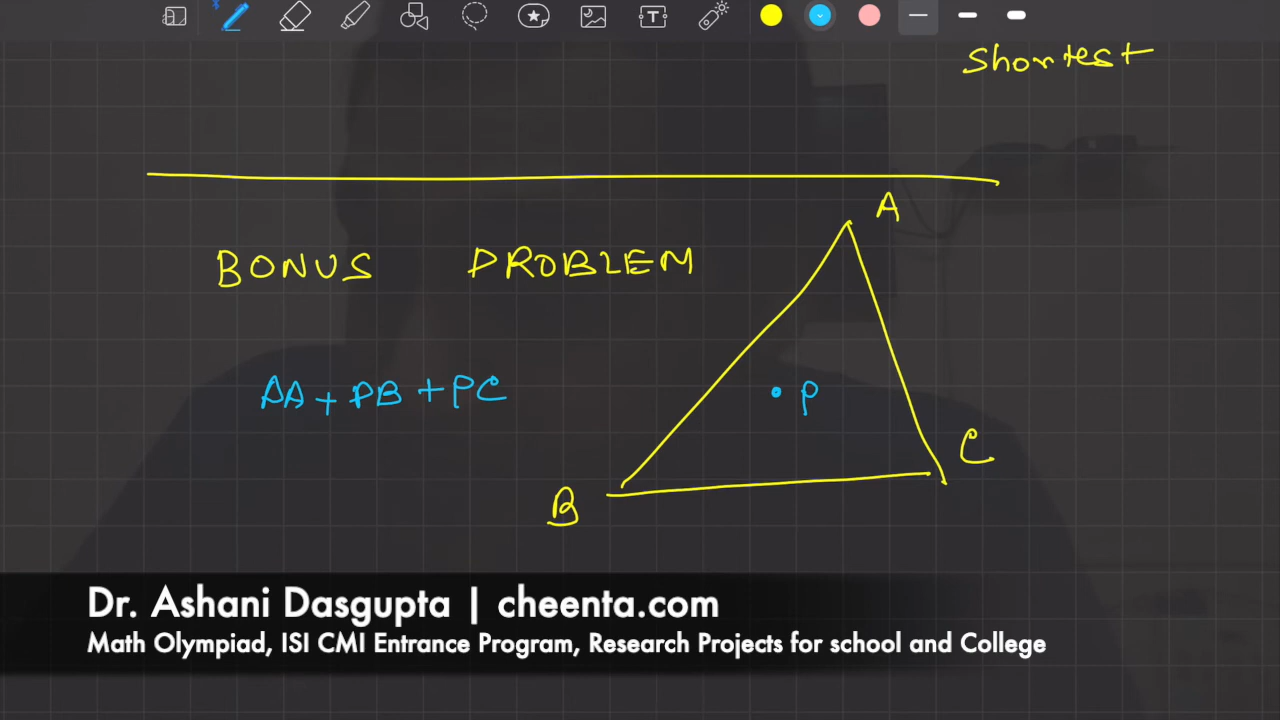 Shortest
A
BONUS PROBLEM
PA + PB + PC
P
C
B
Dr. Ashani Dasgupta | cheenta.com
Math Olympiad, ISI CMI Entrance Program, Research Projects for school and College